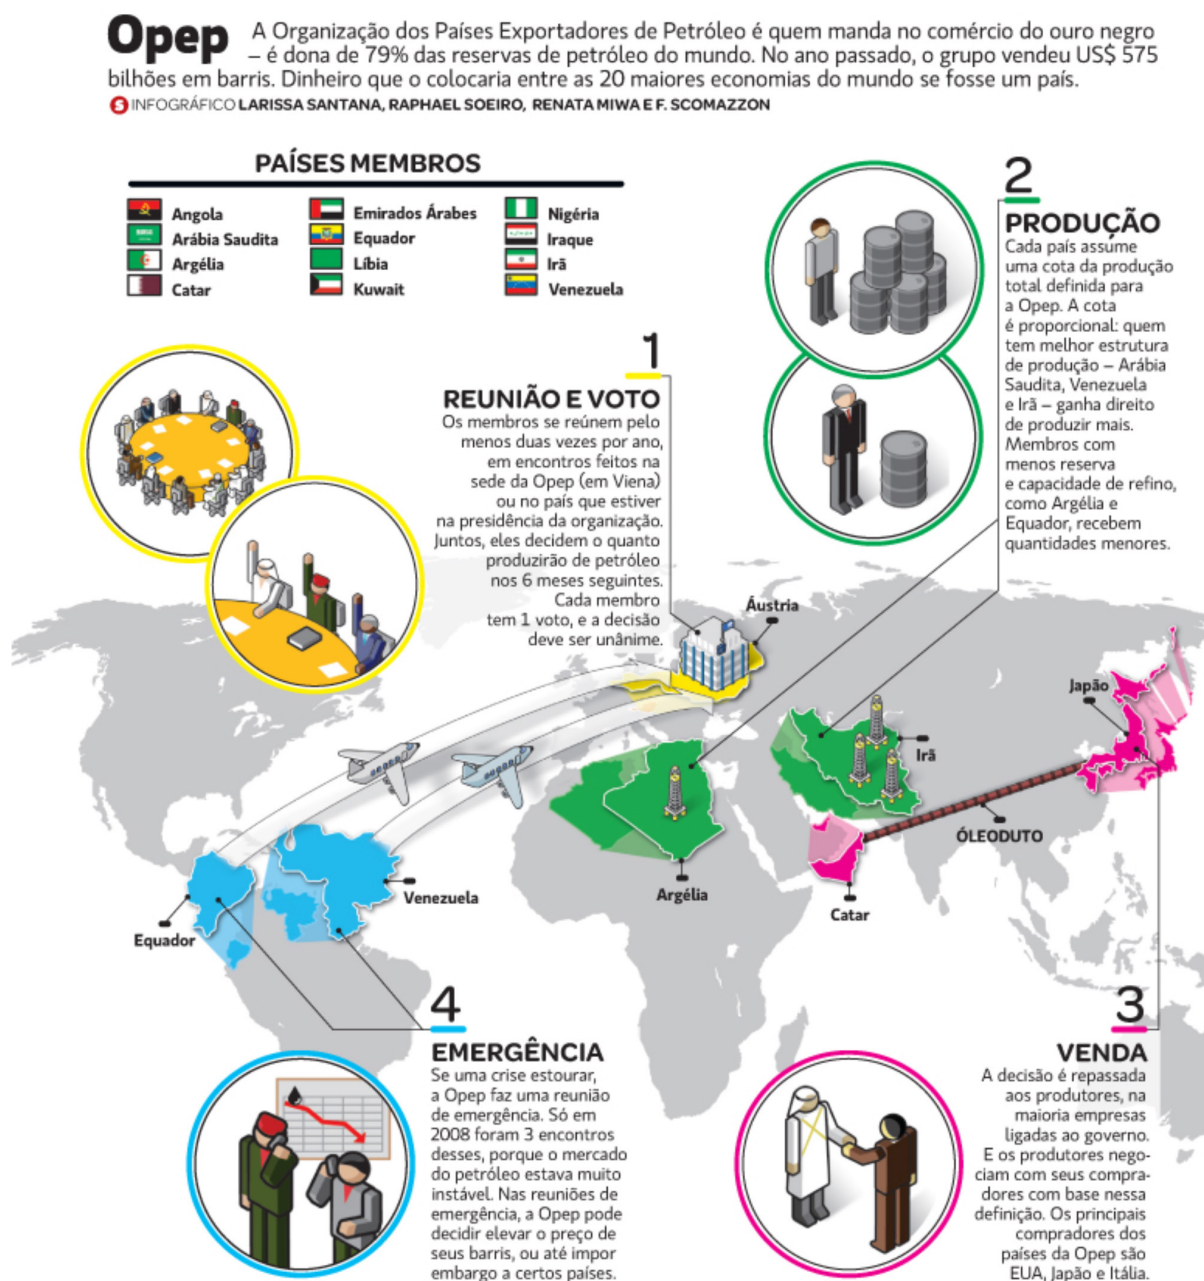 Opep A Organização dos Países Exportadores de Petróleo é quem manda no comércio do ouro negro
– é dona de 79% das reservas de petróleo do mundo. No ano passado, o grupo vendeu US$ 575
bilhões em barris. Dinheiro que o colocaria entre as 20 maiores economias do mundo se fosse um país.
S INFOGRÁFICO LARISSA SANTANA, RAPHAEL SOEIRO, RENATA MIWA E F. SCOMAZZON
PAÍSES MEMBROS
Angola
Arábia Saudita
Argélia
Catar
Emirados Árabes
Equador
Líbia
Kuwait
Nigéria
Iraque
Irã
Venezuela
1
REUNIÃO E VOTO
Os membros se reúnem pelo
menos duas vezes por ano,
em encontros feitos na
sede da Opep (em Viena)
ou no país que estiver
na presidência da organização.
Juntos, eles decidem o quanto
produzirão de petróleo
nos 6 meses seguintes.
Cada membro
tem 1 voto, e a decisão
deve ser unânime.
2
PRODUÇÃO
Cada país assume
uma cota da produção
total definida para
a Opep. A cota
é proporcional: quem
tem melhor estrutura
de produção – Arábia
Saudita, Venezuela
e Irã – ganha direito
de produzir mais.
Membros com
menos reserva
e capacidade de refino,
como Argélia e
Equador, recebem
quantidades menores.
Áustria
Japão
Irã
ÓLEODUTO
Argélia
Catar
Venezuela
Equador
4
EMERGÊNCIA
Se uma crise estourar,
a Opep faz uma reunião
de emergência. Só em
2008 foram 3 encontros
desses, porque o mercado
do petróleo estava muito
instável. Nas reuniões de
emergência, a Opep pode
decidir elevar o preço de
seus barris, ou até impor
embargo a certos países.
3
VENDA
A decisão é repassada
aos produtores, na
maioria empresas
ligadas ao governo.
E os produtores nego-
ciam com seus compra-
dores com base nessa
definição. Os principais
compradores dos
países da Opep são
EUA, Japão e Itália.